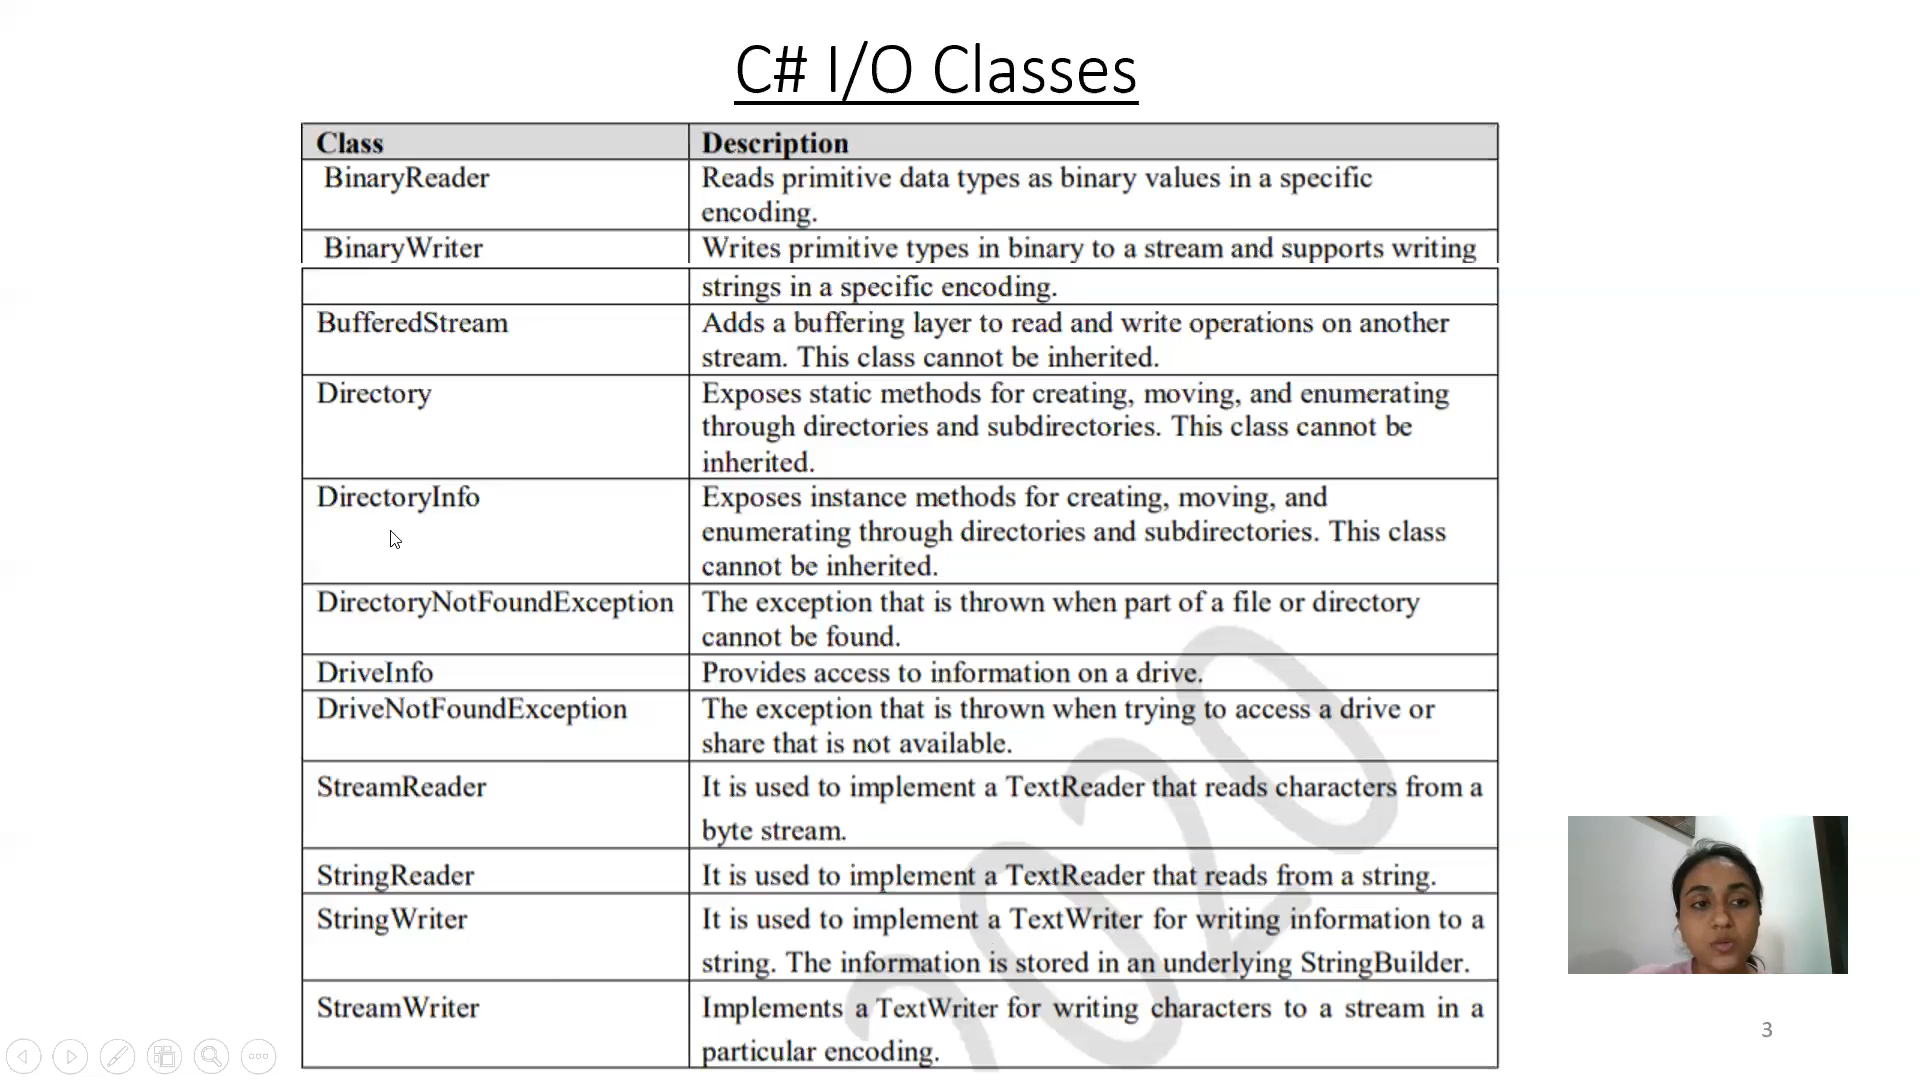 C# I/O Classes
Class Description
BinaryReader Reads primitive data types as binary values in a specific
encoding.
BinaryWriter Writes primitive types in binary to a stream and supports writing
strings in a specific encoding.
BufferedStream Adds a buffering layer to read and write operations on another
stream. This class cannot be inherited.
Directory Exposes static methods for creating, moving, and enumerating
through directories and subdirectories. This class cannot be
inherited.
DirectoryInfo Exposes instance methods for creating, moving, and
enumerating through directories and subdirectories. This class
cannot be inherited.
DirectoryNotFoundException The exception that is thrown when part of a file or directory
cannot be found.
DriveInfo Provides access to information on a drive.
DriveNotFoundException The exception that is thrown when trying to access a drive or
share that is not available.
StreamReader It is used to implement a TextReader that reads characters from a
byte stream.
StringReader It is used to implement a TextReader that reads from a string.
StringWriter It is used to implement a TextWriter for writing information to a
string. The information is stored in an underlying StringBuilder.
StreamWriter Implements a TextWriter for writing characters to a stream in a
particular encoding.
2020
3